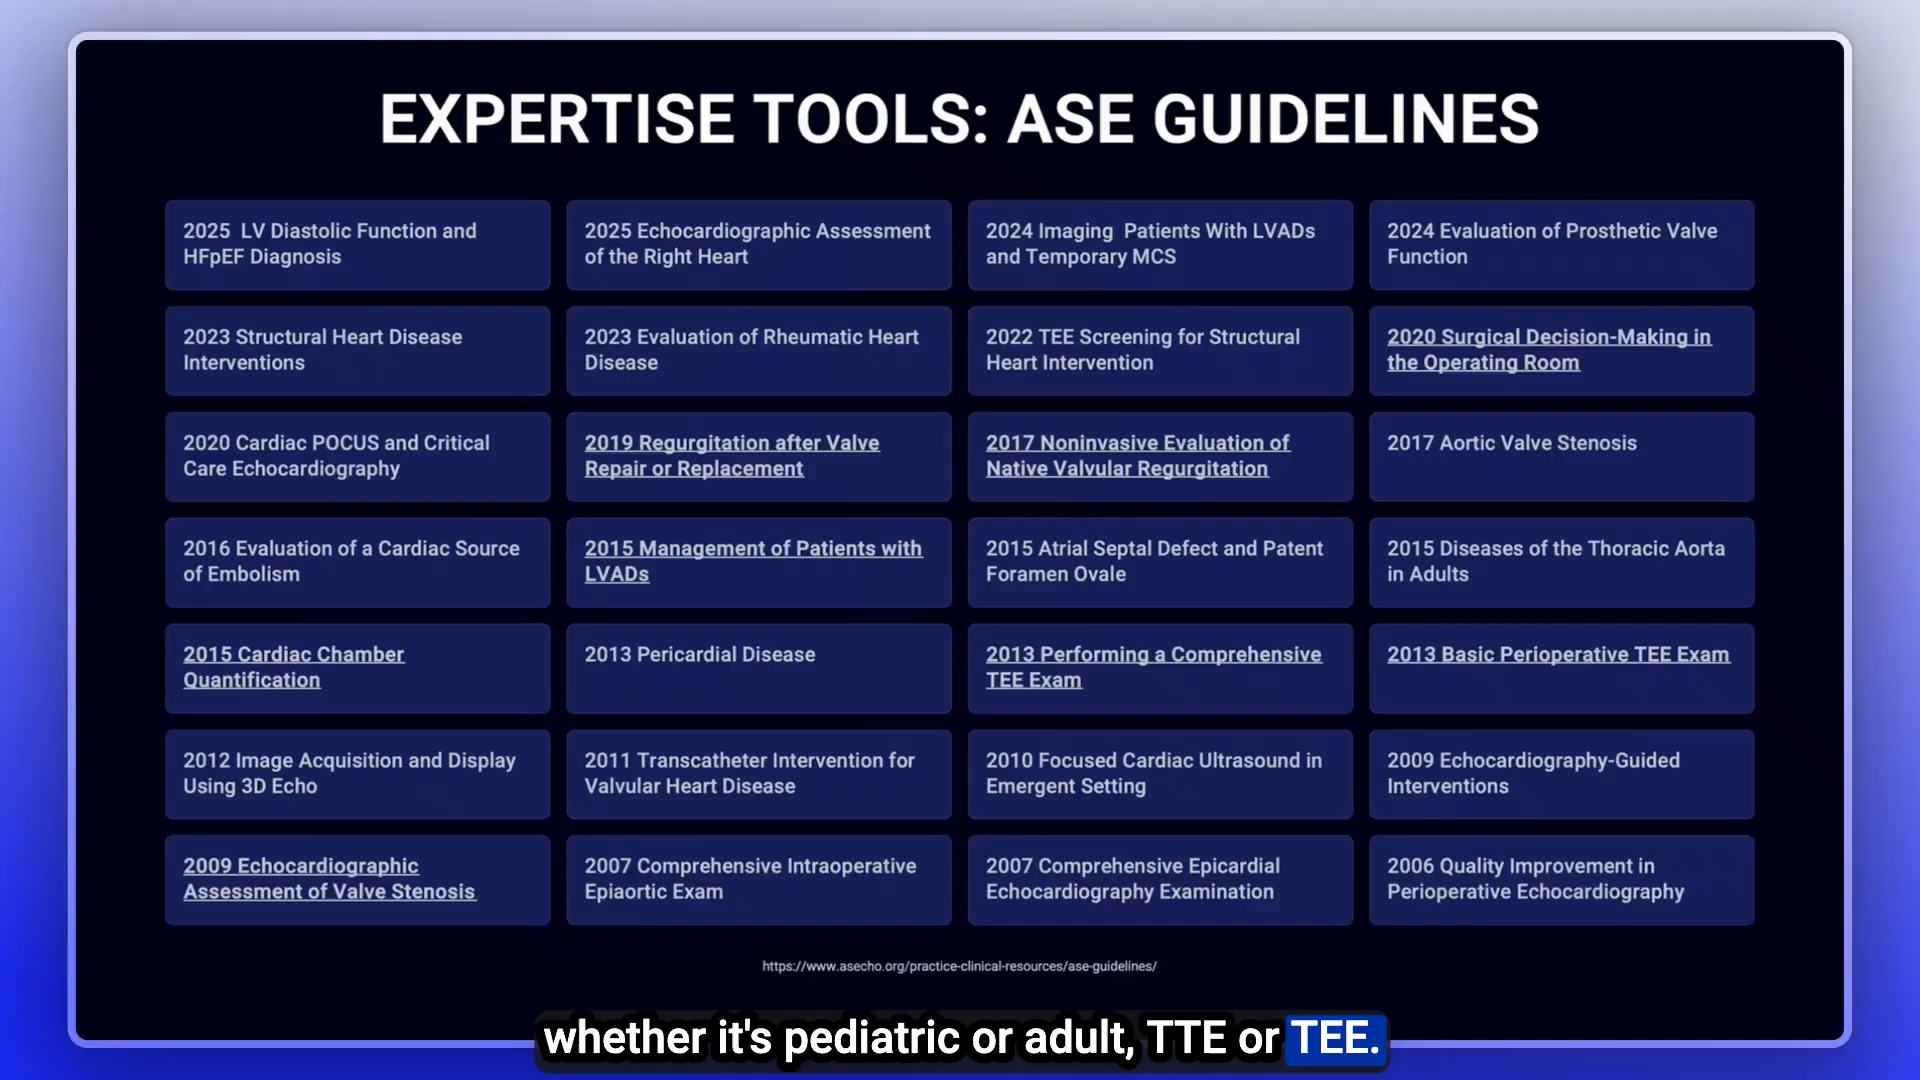 EXPERTISE TOOLS: ASE GUIDELINES
2025 LV Diastolic Function and
HFpEF Diagnosis
2025 Echocardiographic Assessment
of the Right Heart
2024 Imaging Patients With LVADs
and Temporary MCS
2024 Evaluation of Prosthetic Valve
Function
2023 Structural Heart Disease
Interventions
2023 Evaluation of Rheumatic Heart
Disease
2022 TEE Screening for Structural
Heart Intervention
2020 Surgical Decision-Making in
the Operating Room
2020 Cardiac POCUS and Critical
Care Echocardiography
2019 Regurgitation after Valve
Repair or Replacement
2017 Noninvasive Evaluation of
Native Valvular Regurgitation
2017 Aortic Valve Stenosis
2016 Evaluation of a Cardiac Source
of Embolism
2015 Management of Patients with
LVADs
2015 Atrial Septal Defect and Patent
Foramen Ovale
2015 Diseases of the Thoracic Aorta
in Adults
2015 Cardiac Chamber
Quantification
2013 Pericardial Disease
2013 Performing a Comprehensive
TEE Exam
2013 Basic Perioperative TEE Exam
2012 Image Acquisition and Display
Using 3D Echo
2011 Transcatheter Intervention for
Valvular Heart Disease
2010 Focused Cardiac Ultrasound in
Emergent Setting
2009 Echocardiography-Guided
Interventions
2009 Echocardiographic
Assessment of Valve Stenosis
2007 Comprehensive Intraoperative
Epiaortic Exam
2007 Comprehensive Epicardial
Echocardiography Examination
2006 Quality Improvement in
Perioperative Echocardiography
https://www.asecho.org/practice-clinical-resources/ase-guidelines/
whether it's pediatric or adult, TTE or TEE.